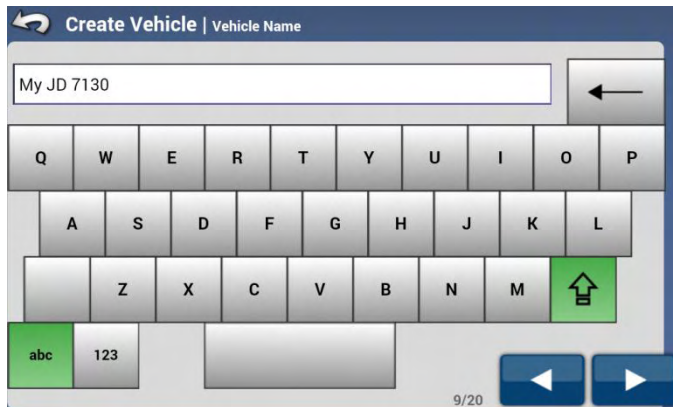 Create Vehicle | Vehicle Name
My JD 7130
Q W E R T Y U I O P
A S D F G H J K L
Z X C V B N M
abc 123
9/20